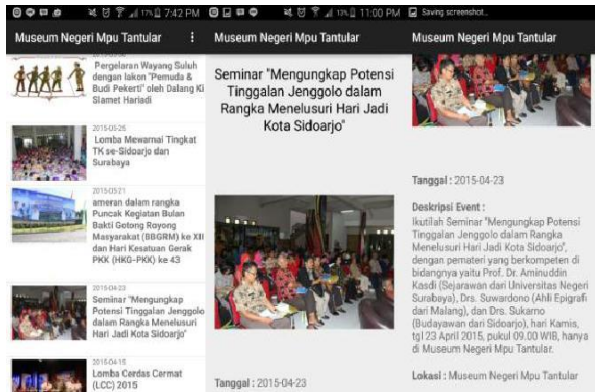 17% 7:42 PM
Museum Negeri Mpu Tantular
Pergelaran Wayang Suluh
dengan lakon "Pemuda &
Budi Pekerti" oleh Dalang Ki
Slamet Hariadi
2015-05-26
Lomba Mewarnai Tingkat
TK se-Sidoarjo dan
Surabaya
2015-05-21
ameran dalam rangka
Puncak Kegiatan Bulan
Bakti Gotong Royong
Masyarakat (BBGRM) ke XII
dan Hari Kesatuan Gerak
PKK (HKG-PKK) ke 43
2015-04-23
Seminar "Mengungkap
Potensi Tinggalan Jenggolo
dalam Rangka Menelusuri
Hari Jadi Kota Sidoarjo"
2015-04-15
Lomba Cerdas Cermat
(LCC) 2015
13% 11:00 PM
Museum Negeri Mpu Tantular
Seminar "Mengungkap Potensi
Tinggalan Jenggolo dalam
Rangka Menelusuri Hari Jadi
Kota Sidoarjo"
Tanggal : 2015-04-23
Saving screenshot...
Museum Negeri Mpu Tantular
Tanggal : 2015-04-23
Deskripsi Event :
Ikutilah Seminar "Mengungkap Potensi
Tinggalan Jenggolo dalam Rangka
Menelusuri Hari Jadi Kota Sidoarjo",
dengan pemateri yang berkompeten di
bidangnya yaitu Prof. Dr. Aminuddin
Kasdi (Sejarawan dari Universitas Negeri
Surabaya), Drs. Suwardono (Ahli Epigrafi
dari Malang), dan Drs. Sukarno
(Budayawan dari Sidoarjo), hari Kamis,
tgl 23 April 2015, pukul 09.00 WIB, hanya
di Museum Negeri Mpu Tantular.
Lokasi : Museum Negeri Mpu Tantular